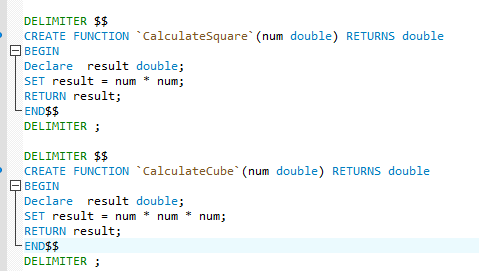 DELIMITER $$
CREATE FUNCTION `CalculateSquare`(num double) RETURNS double
BEGIN
Declare  result double;
SET result = num * num;
RETURN result;
END$$
DELIMITER ;
DELIMITER $$
CREATE FUNCTION `CalculateCube`(num double) RETURNS double
BEGIN
Declare  result double;
SET result = num * num * num;
RETURN result;
END$$
DELIMITER ;